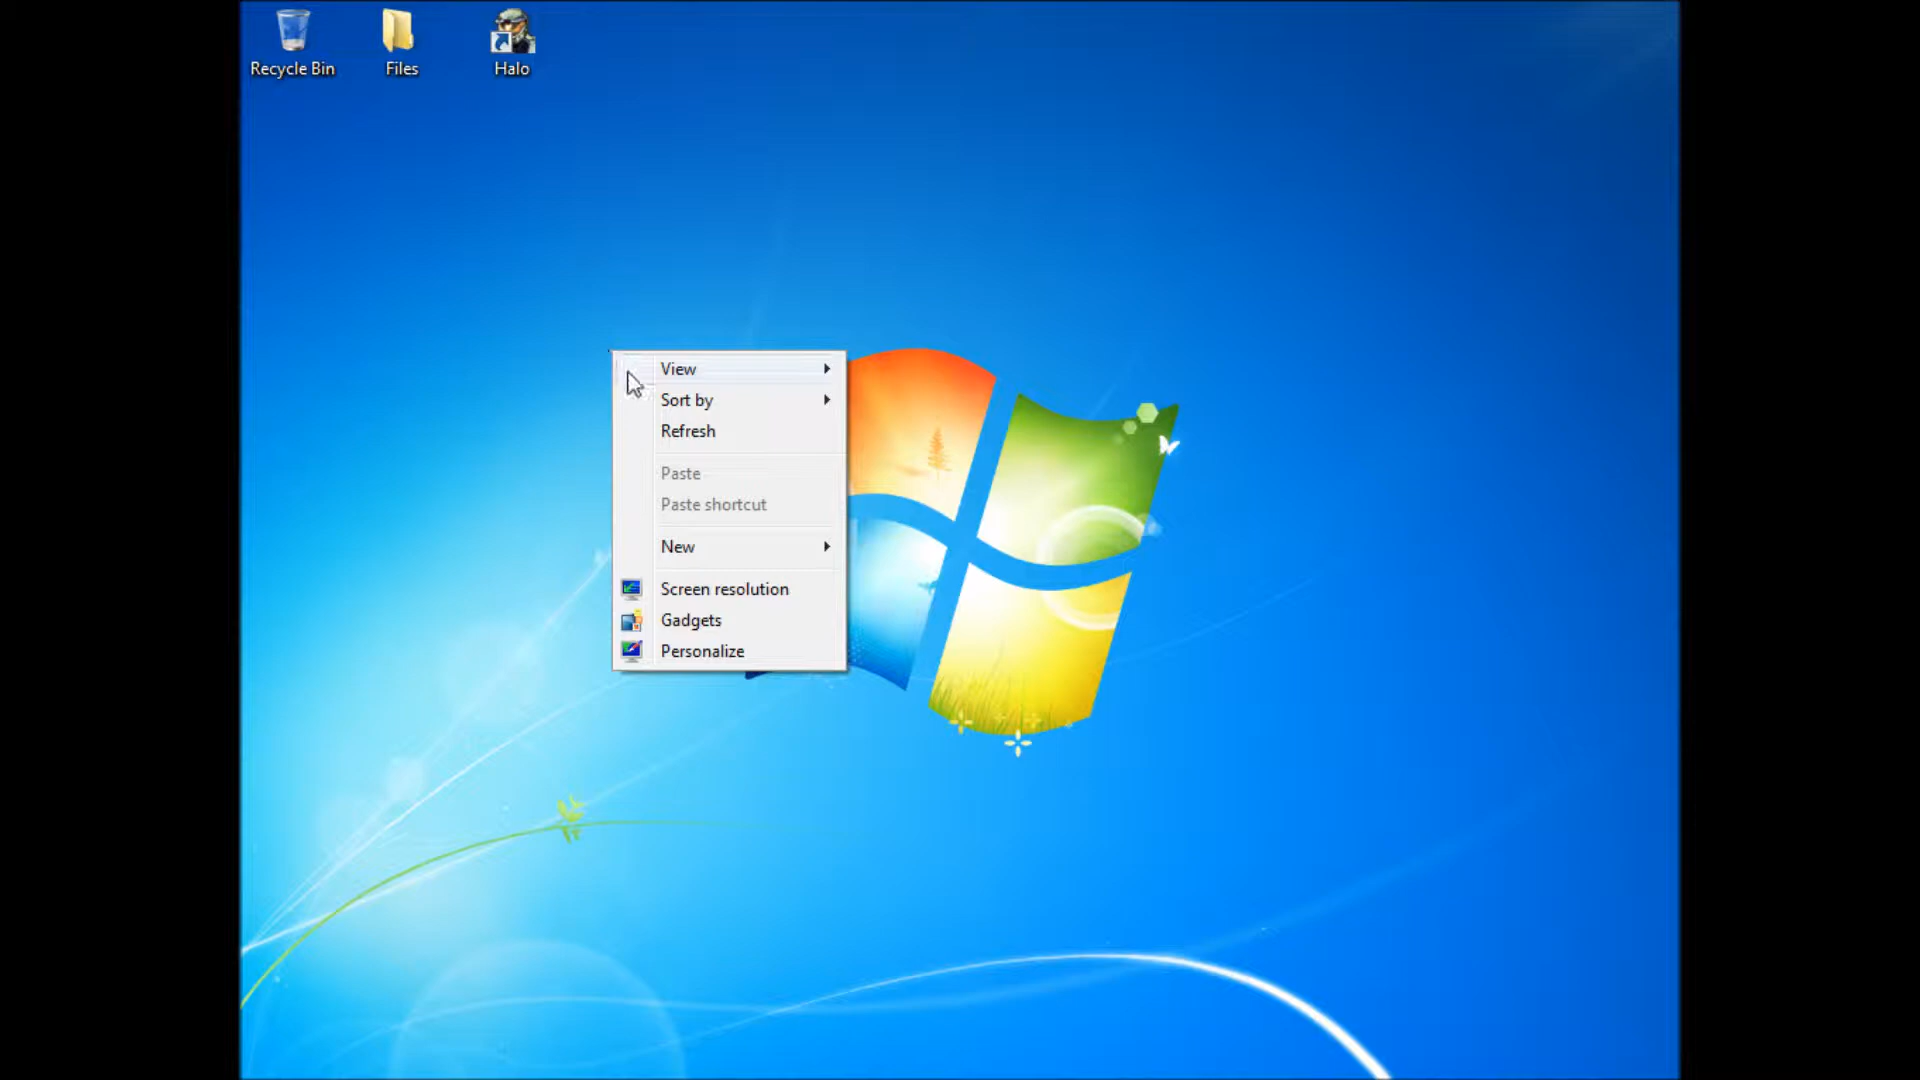 Recycle Bin
Files
Halo
View
Sort by
Refresh
Paste
Paste shortcut
New
Screen resolution
Gadgets
Personalize